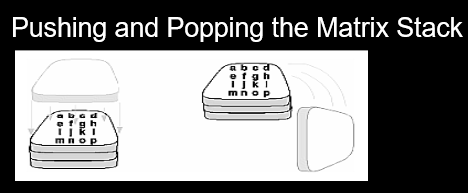 Pushing and Popping the Matrix Stack
a b c d
e f g h
i j k l
m n o p
a b c d
e f g h
i j k l
m n o p